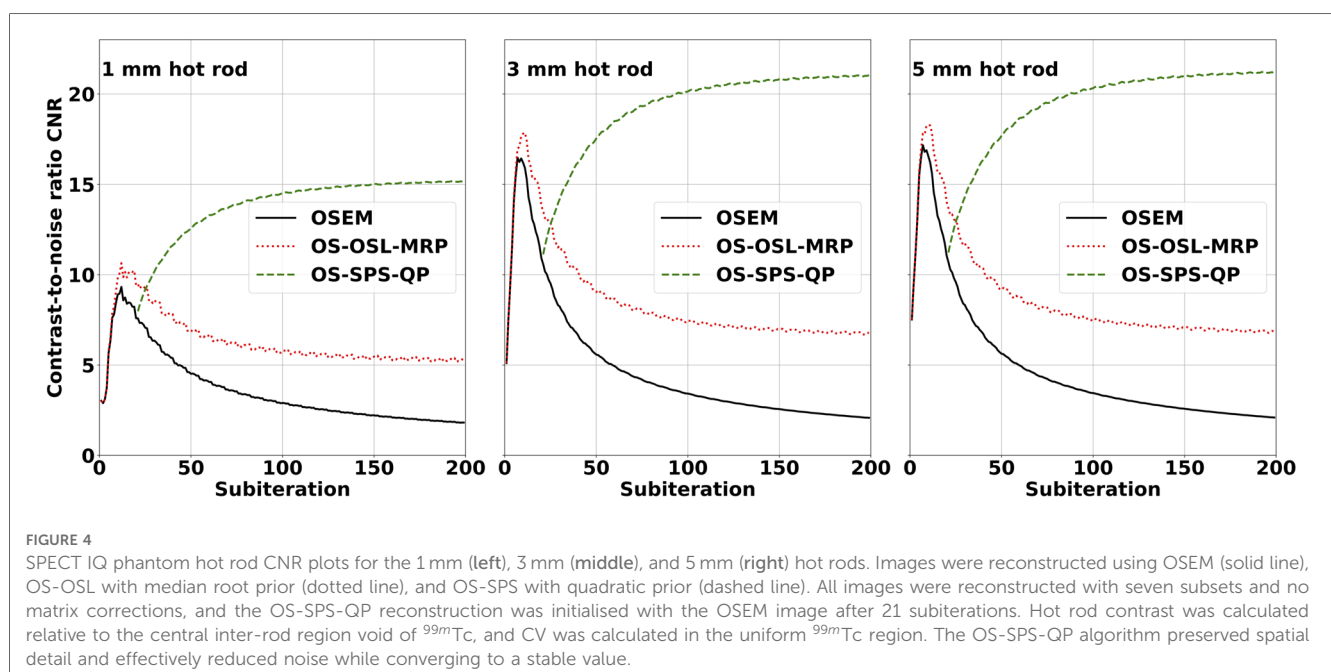 1 mm hot rod
3 mm hot rod
5 mm hot rod
Contrast-to-noise ratio CNR
20
15
10
5
0
OSEM
OS-OSL-MRP
OS-SPS-QP
OSEM
OS-OSL-MRP
OS-SPS-QP
OSEM
OS-OSL-MRP
OS-SPS-QP
0 50 100 150 200
0 50 100 150 200
0 50 100 150 200
Subiteration
Subiteration
Subiteration
FIGURE 4
SPECT IQ phantom hot rod CNR plots for the 1 mm (left), 3 mm (middle), and 5 mm (right) hot rods. Images were reconstructed using OSEM (solid line),
OS-OSL with median root prior (dotted line), and OS-SPS with quadratic prior (dashed line). All images were reconstructed with seven subsets and no
matrix corrections, and the OS-SPS-QP reconstruction was initialised with the OSEM image after 21 subiterations. Hot rod contrast was calculated
relative to the central inter-rod region void of ⁹⁹ᵐTc, and CV was calculated in the uniform ⁹⁹ᵐTc region. The OS-SPS-QP algorithm preserved spatial
detail and effectively reduced noise while converging to a stable value.